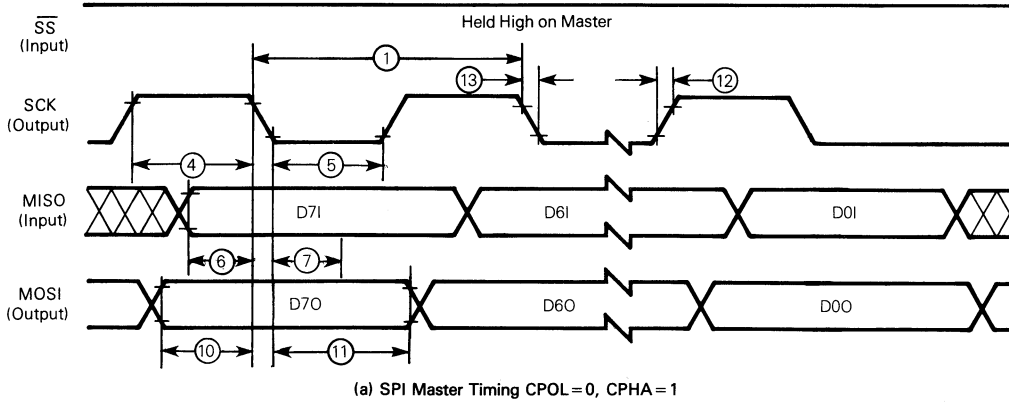 Held High on Master
SS
(Input)
1
13
12
SCK
(Output)
4
5
MISO
(Input)
D7I
D6I
D0I
6
7
MOSI
(Output)
D7O
D6O
D0O
10
11
(a) SPI Master Timing CPOL=0, CPHA=1